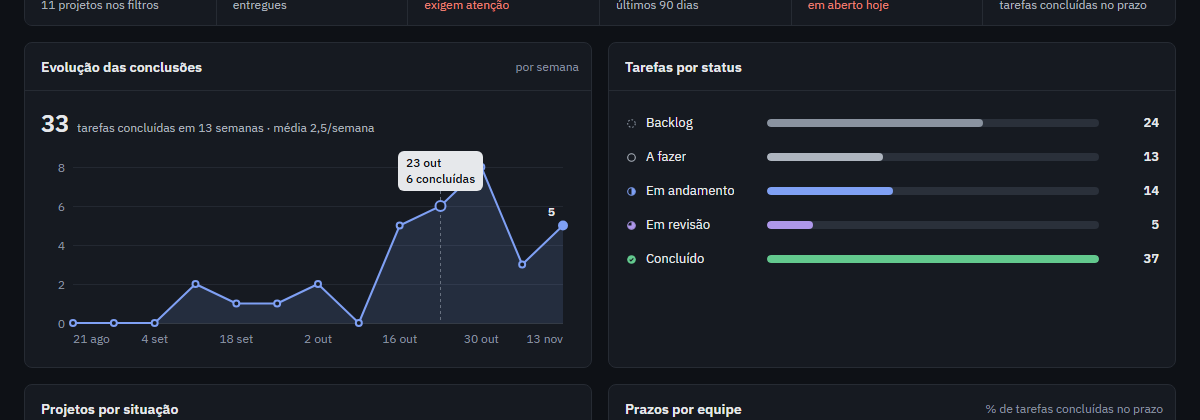 11 projetos nos filtros
entregues
exigem atenção
últimos 90 dias
em aberto hoje
tarefas concluídas no prazo
Evolução das conclusões
por semana
33 tarefas concluídas em 13 semanas · média 2,5/semana
8
6
4
2
0
23 out
6 concluídas
5
21 ago
4 set
18 set
2 out
16 out
30 out
13 nov
Tarefas por status
Backlog 24
A fazer 13
Em andamento 14
Em revisão 5
Concluído 37
Projetos por situação
Prazos por equipe
% de tarefas concluídas no prazo